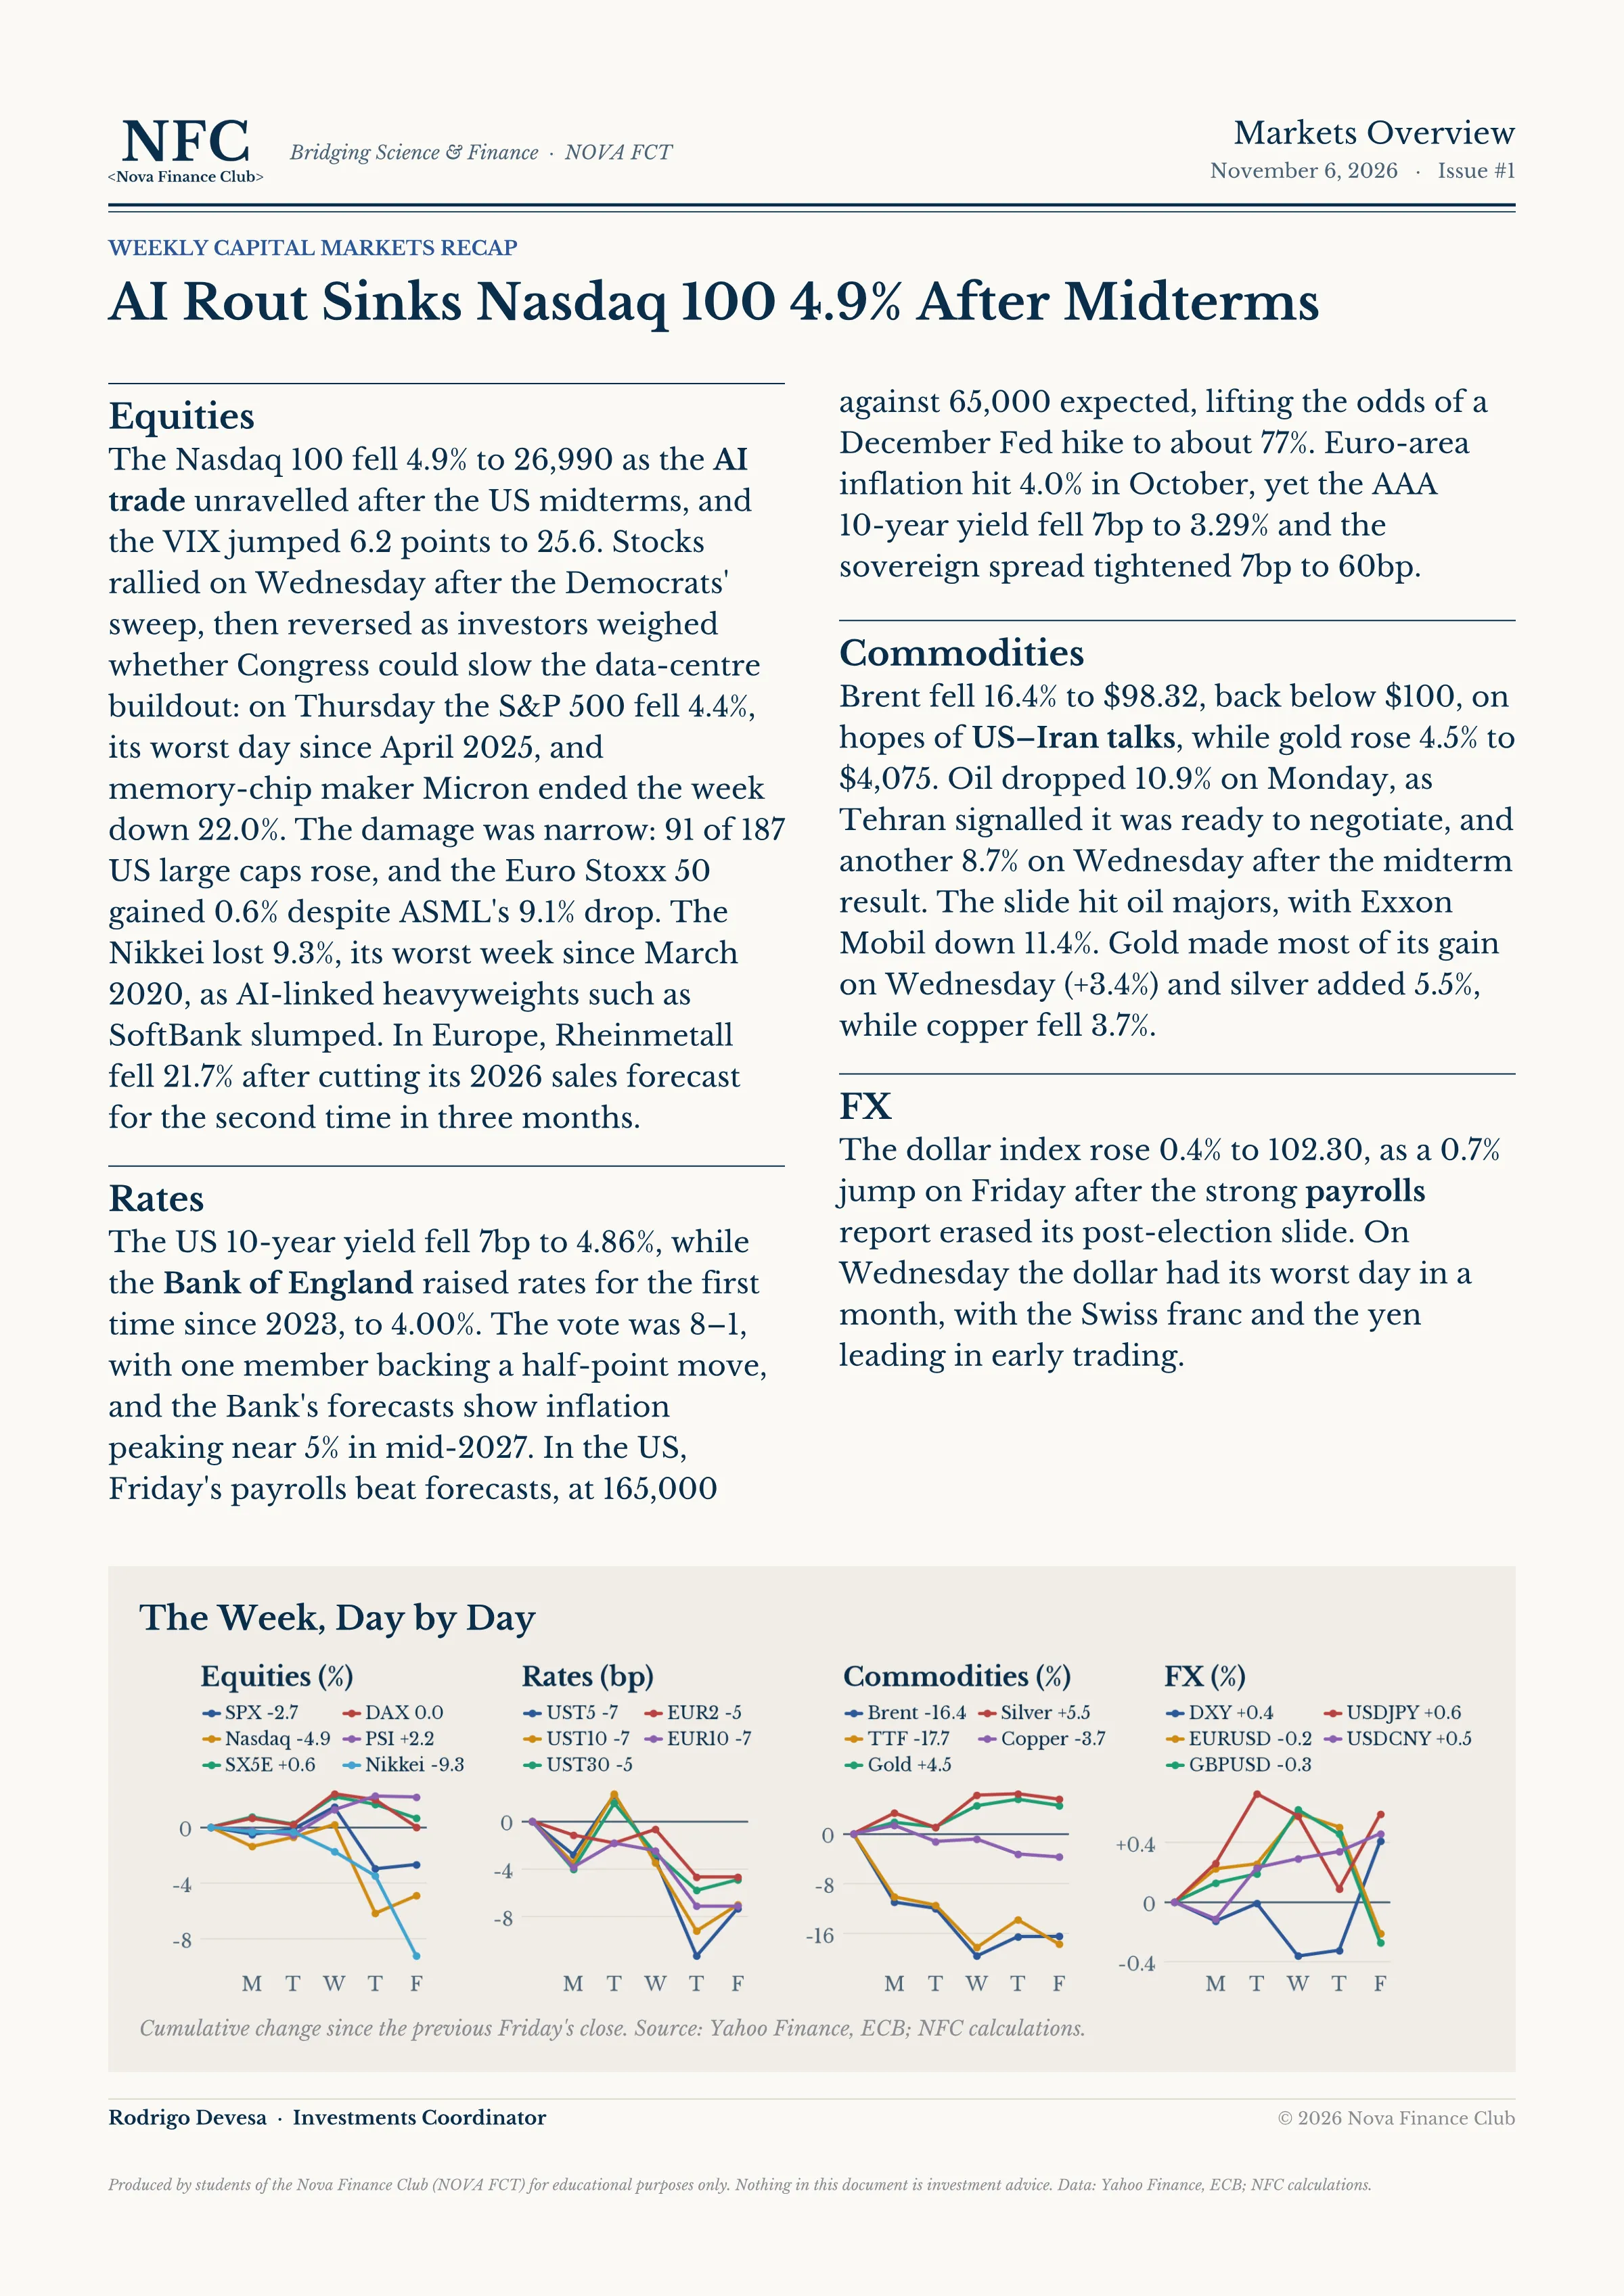 NFC
<Nova Finance Club>
Bridging Science & Finance · NOVA FCT
Markets Overview
November 6, 2026 · Issue #1
WEEKLY CAPITAL MARKETS RECAP
AI Rout Sinks Nasdaq 100 4.9% After Midterms
Equities
The Nasdaq 100 fell 4.9% to 26,990 as the AI
trade unravelled after the US midterms, and
the VIX jumped 6.2 points to 25.6. Stocks
rallied on Wednesday after the Democrats'
sweep, then reversed as investors weighed
whether Congress could slow the data-centre
buildout: on Thursday the S&P 500 fell 4.4%,
its worst day since April 2025, and
memory-chip maker Micron ended the week
down 22.0%. The damage was narrow: 91 of 187
US large caps rose, and the Euro Stoxx 50
gained 0.6% despite ASML's 9.1% drop. The
Nikkei lost 9.3%, its worst week since March
2020, as AI-linked heavyweights such as
SoftBank slumped. In Europe, Rheinmetall
fell 21.7% after cutting its 2026 sales forecast
for the second time in three months.
Rates
The US 10-year yield fell 7bp to 4.86%, while
the Bank of England raised rates for the first
time since 2023, to 4.00%. The vote was 8–1,
with one member backing a half-point move,
and the Bank's forecasts show inflation
peaking near 5% in mid-2027. In the US,
Friday's payrolls beat forecasts, at 165,000
against 65,000 expected, lifting the odds of a
December Fed hike to about 77%. Euro-area
inflation hit 4.0% in October, yet the AAA
10-year yield fell 7bp to 3.29% and the
sovereign spread tightened 7bp to 60bp.
Commodities
Brent fell 16.4% to $98.32, back below $100, on
hopes of US–Iran talks, while gold rose 4.5% to
$4,075. Oil dropped 10.9% on Monday, as
Tehran signalled it was ready to negotiate, and
another 8.7% on Wednesday after the midterm
result. The slide hit oil majors, with Exxon
Mobil down 11.4%. Gold made most of its gain
on Wednesday (+3.4%) and silver added 5.5%,
while copper fell 3.7%.
FX
The dollar index rose 0.4% to 102.30, as a 0.7%
jump on Friday after the strong payrolls
report erased its post-election slide. On
Wednesday the dollar had its worst day in a
month, with the Swiss franc and the yen
leading in early trading.
The Week, Day by Day
Equities (%)
SPX -2.7 DAX 0.0
Nasdaq -4.9 PSI +2.2
SX5E +0.6 Nikkei -9.3
0
-4
-8
M T W T F
Rates (bp)
UST5 -7 EUR2 -5
UST10 -7 EUR10 -7
UST30 -5
0
-4
-8
M T W T F
Commodities (%)
Brent -16.4 Silver +5.5
TTF -17.7 Copper -3.7
Gold +4.5
0
-8
-16
M T W T F
FX (%)
DXY +0.4 USDJPY +0.6
EURUSD -0.2 USDCNY +0.5
GBPUSD -0.3
+0.4
0
-0.4
M T W T F
Cumulative change since the previous Friday's close. Source: Yahoo Finance, ECB; NFC calculations.
Rodrigo Devesa · Investments Coordinator
© 2026 Nova Finance Club
Produced by students of the Nova Finance Club (NOVA FCT) for educational purposes only. Nothing in this document is investment advice. Data: Yahoo Finance, ECB; NFC calculations.